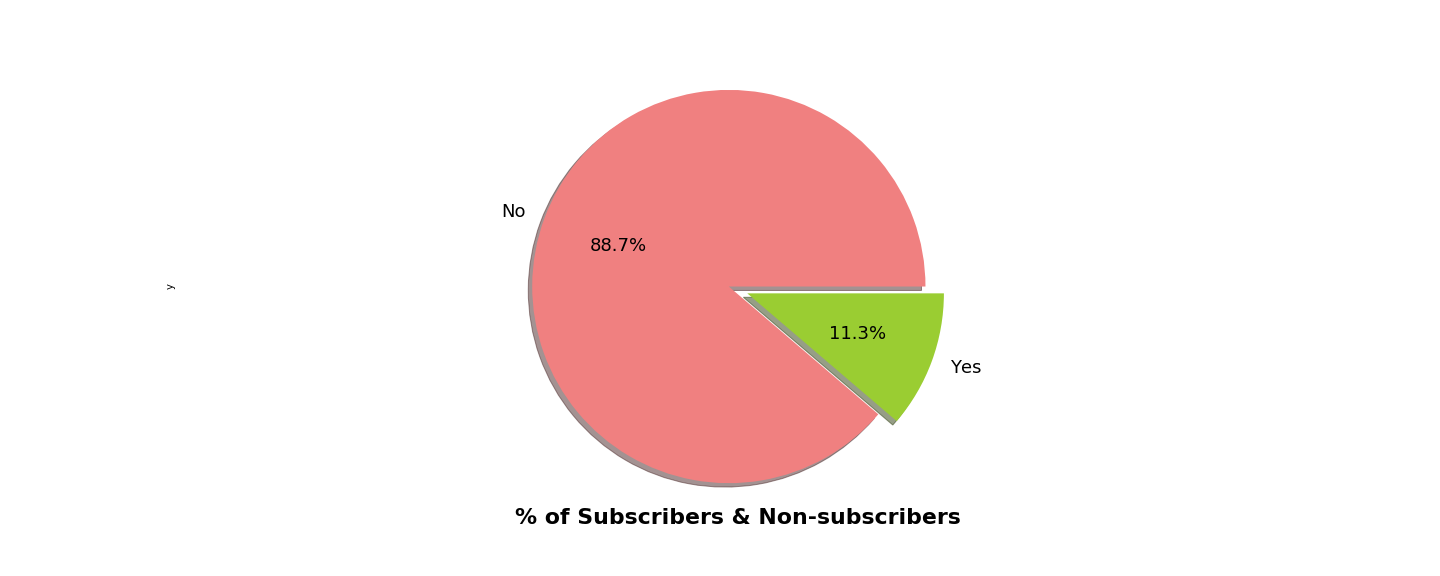 No
88.7%
y
11.3%
Yes
% of Subscribers & Non-subscribers